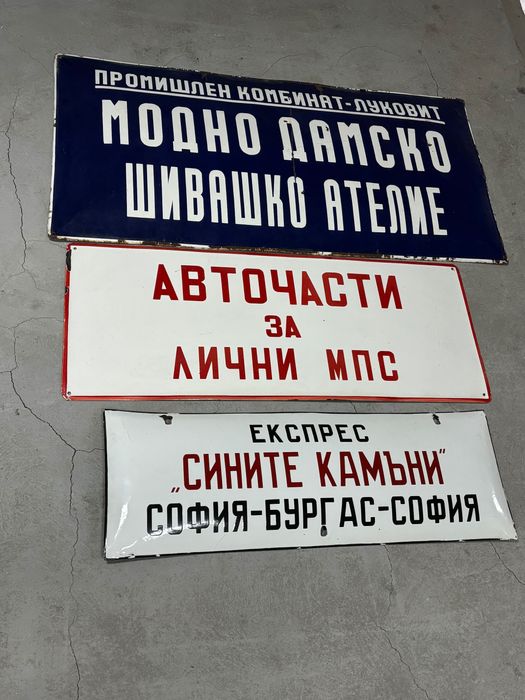 ПРОМИШЛЕН КОМБИНАТ-ЛУКОВИТ
МОДНО ДАМСКО
ШИВАШКО АТЕЛИЕ
АВТОЧАСТИ
ЗА
ЛИЧНИ МПС
ЕКСПРЕС
„СИНИТЕ КАМЪНИ"
СОФИЯ-БУРГАС-СОФИЯ